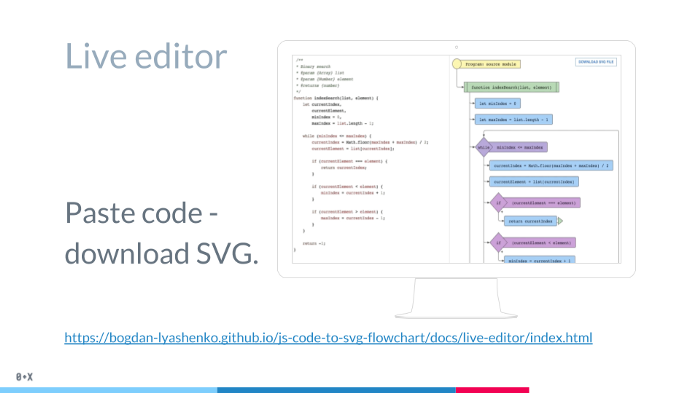 Live editor
/**
* Binary search
* @param {Array} list
* @param {Number} element
* @returns {number}
*/
function indexSearch(list, element) {
let currentIndex,
currentElement,
minIndex = 0,
maxIndex = list.length - 1;
while (minIndex <= maxIndex) {
currentIndex = Math.floor(maxIndex + maxIndex) / 2;
currentElement = list[currentIndex];
if (currentElement === element) {
return currentIndex;
}
if (currentElement < element) {
minIndex = currentIndex + 1;
}
if (currentElement > element) {
maxIndex = currentIndex - 1;
}
}
return -1;
}
Program: source module
DOWNLOAD SVG FILE
function indexSearch(list, element)
let minIndex = 0
let maxIndex = list.length - 1
while
minIndex <= maxIndex
currentIndex = Math.floor(maxIndex + maxIndex) / 2
currentElement = list[currentIndex]
if
(currentElement === element)
return currentIndex
if
(currentElement < element)
minIndex = currentIndex + 1
Paste code -
download SVG.
https://bogdan-lyashenko.github.io/js-code-to-svg-flowchart/docs/live-editor/index.html